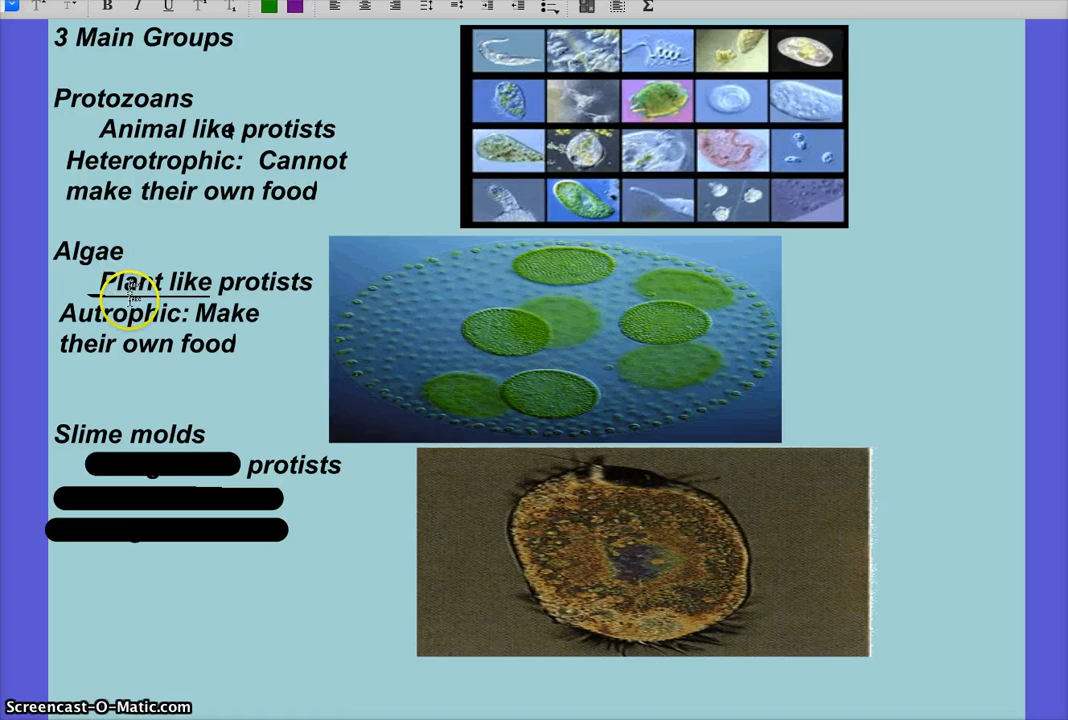 B I U T T Σ
3 Main Groups
Protozoans
Animal like protists
Heterotrophic: Cannot
make their own food
Algae
Plant like protists
Autrophic: Make
their own food
Slime molds
protists
Screencast-O-Matic.com